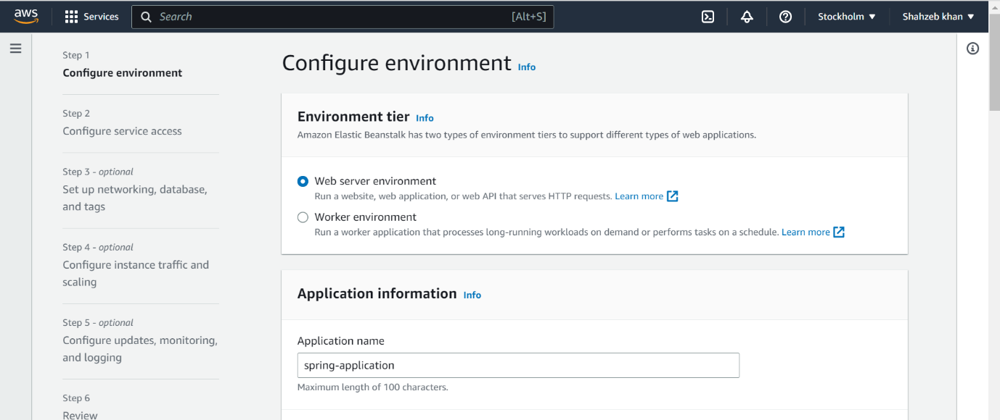 aws
Services
Search
[Alt+S]
Stockholm
Shahzeb khan
Step 1
Configure environment
Step 2
Configure service access
Step 3 - optional
Set up networking, database,
and tags
Step 4 - optional
Configure instance traffic and
scaling
Step 5 - optional
Configure updates, monitoring,
and logging
Step 6
Review
Configure environment Info
Environment tier Info
Amazon Elastic Beanstalk has two types of environment tiers to support different types of web applications.
Web server environment
Run a website, web application, or web API that serves HTTP requests. Learn more
Worker environment
Run a worker application that processes long-running workloads on demand or performs tasks on a schedule. Learn more
Application information Info
Application name
spring-application
Maximum length of 100 characters.